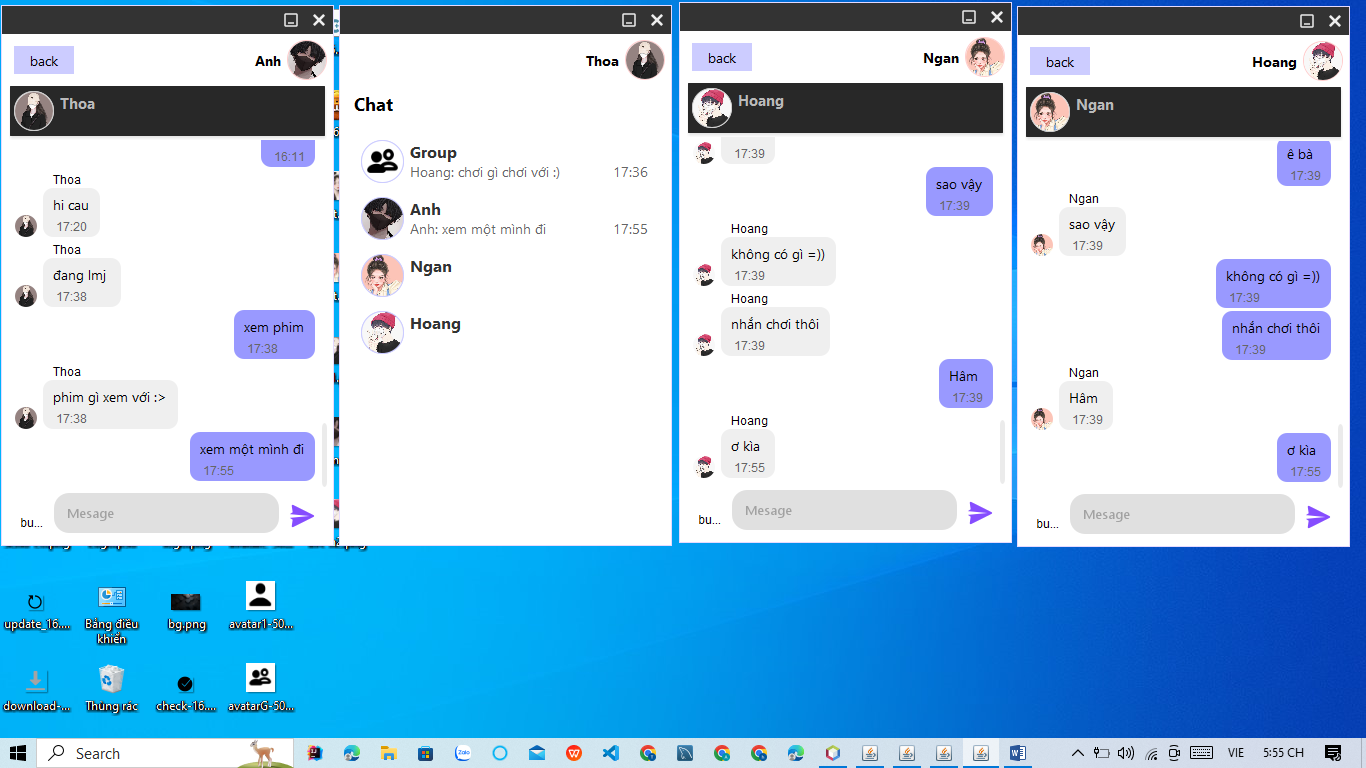 back
Anh
Thoa
16:11
Thoa
hi cau
17:20
Thoa
đang lmj
17:38
xem phim
17:38
Thoa
phim gì xem với :>
17:38
xem một mình đi
17:55
bu...
Mesage
Thoa
Chat
Group
Hoang: chơi gì chơi với :)
17:36
Anh
Anh: xem một mình đi
17:55
Ngan
Hoang
back
Ngan
Hoang
17:39
sao vậy
17:39
Hoang
không có gì =))
17:39
Hoang
nhắn chơi thôi
17:39
Hâm
17:39
Hoang
ơ kìa
17:55
bu...
Mesage
back
Hoang
Ngan
ê bà
17:39
Ngan
sao vậy
17:39
không có gì =))
17:39
nhắn chơi thôi
17:39
Ngan
Hâm
17:39
ơ kìa
17:55
bu...
Mesage
update_16....
Bảng điều
khiển
bg.png
avatar1-50...
download-...
Thùng rác
check-16....
avatarG-50...
Search
Zalo
VIE
5:55 CH